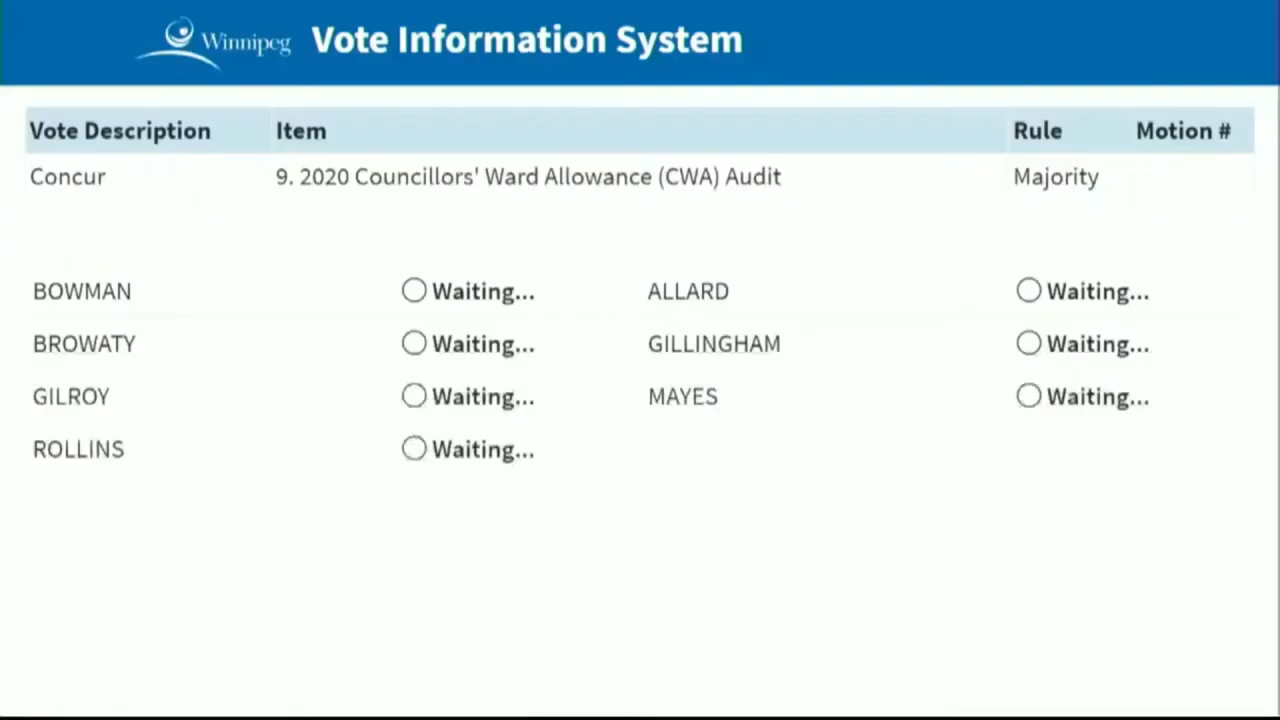 Winnipeg Vote Information System
Vote Description Item Rule Motion #
Concur 9. 2020 Councillors' Ward Allowance (CWA) Audit Majority
BOWMAN Waiting... ALLARD Waiting...
BROWATY Waiting... GILLINGHAM Waiting...
GILROY Waiting... MAYES Waiting...
ROLLINS Waiting...